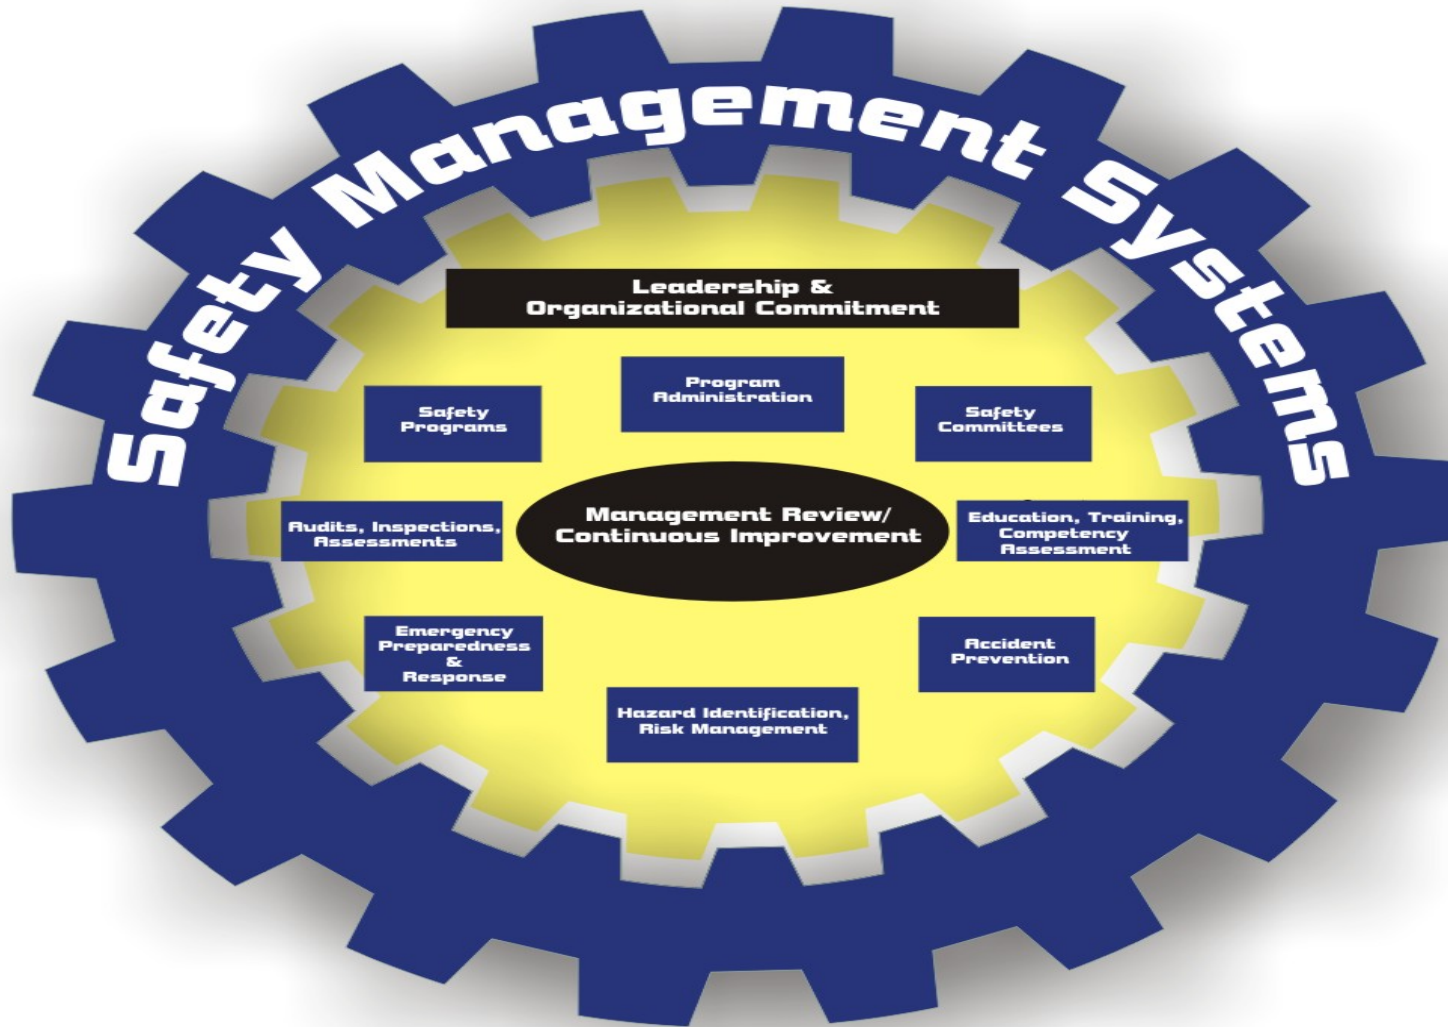 Safety Management Systems
Leadership &
Organizational Commitment
Program
Administration
Safety
Programs
Safety
Committees
Audits, Inspections,
Assessments
Management Review/
Continuous Improvement
Education, Training,
Competency
Assessment
Emergency
Preparedness
&
Response
Accident
Prevention
Hazard Identification,
Risk Management